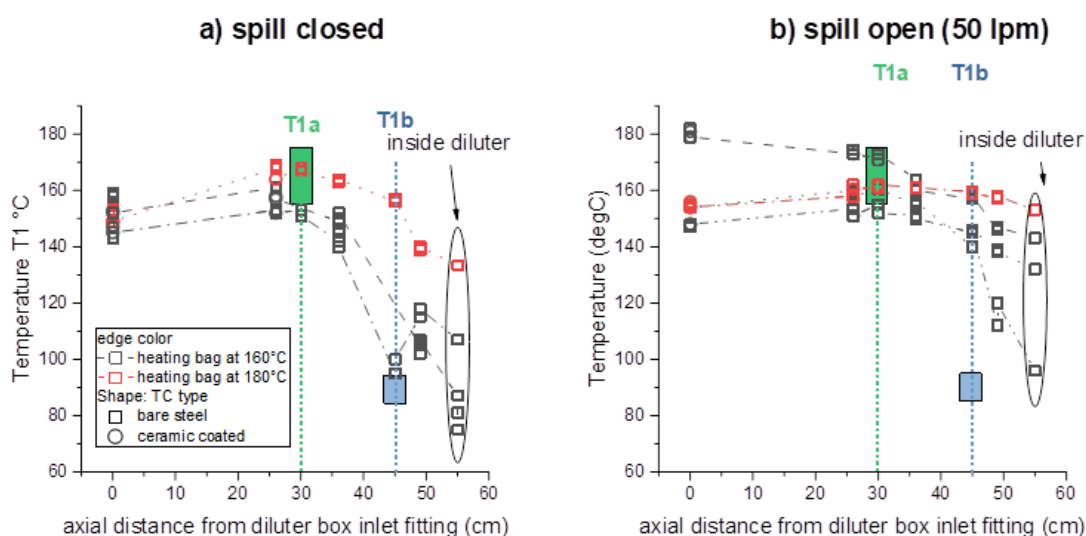 a) spill closed
b) spill open (50 lpm)
T1a
T1b
inside diluter
T1a
T1b
inside diluter
Temperature T1 °C
180
160
140
120
100
80
60
0
10
20
30
40
50
60
axial distance from diluter box inlet fitting (cm)
edge color
heating bag at 160°C
heating bag at 180°C
Shape: TC type
bare steel
ceramic coated
Temperature (degC)
180
160
140
120
100
80
60
0
10
20
30
40
50
60
axial distance from diluter box inlet fitting (cm)